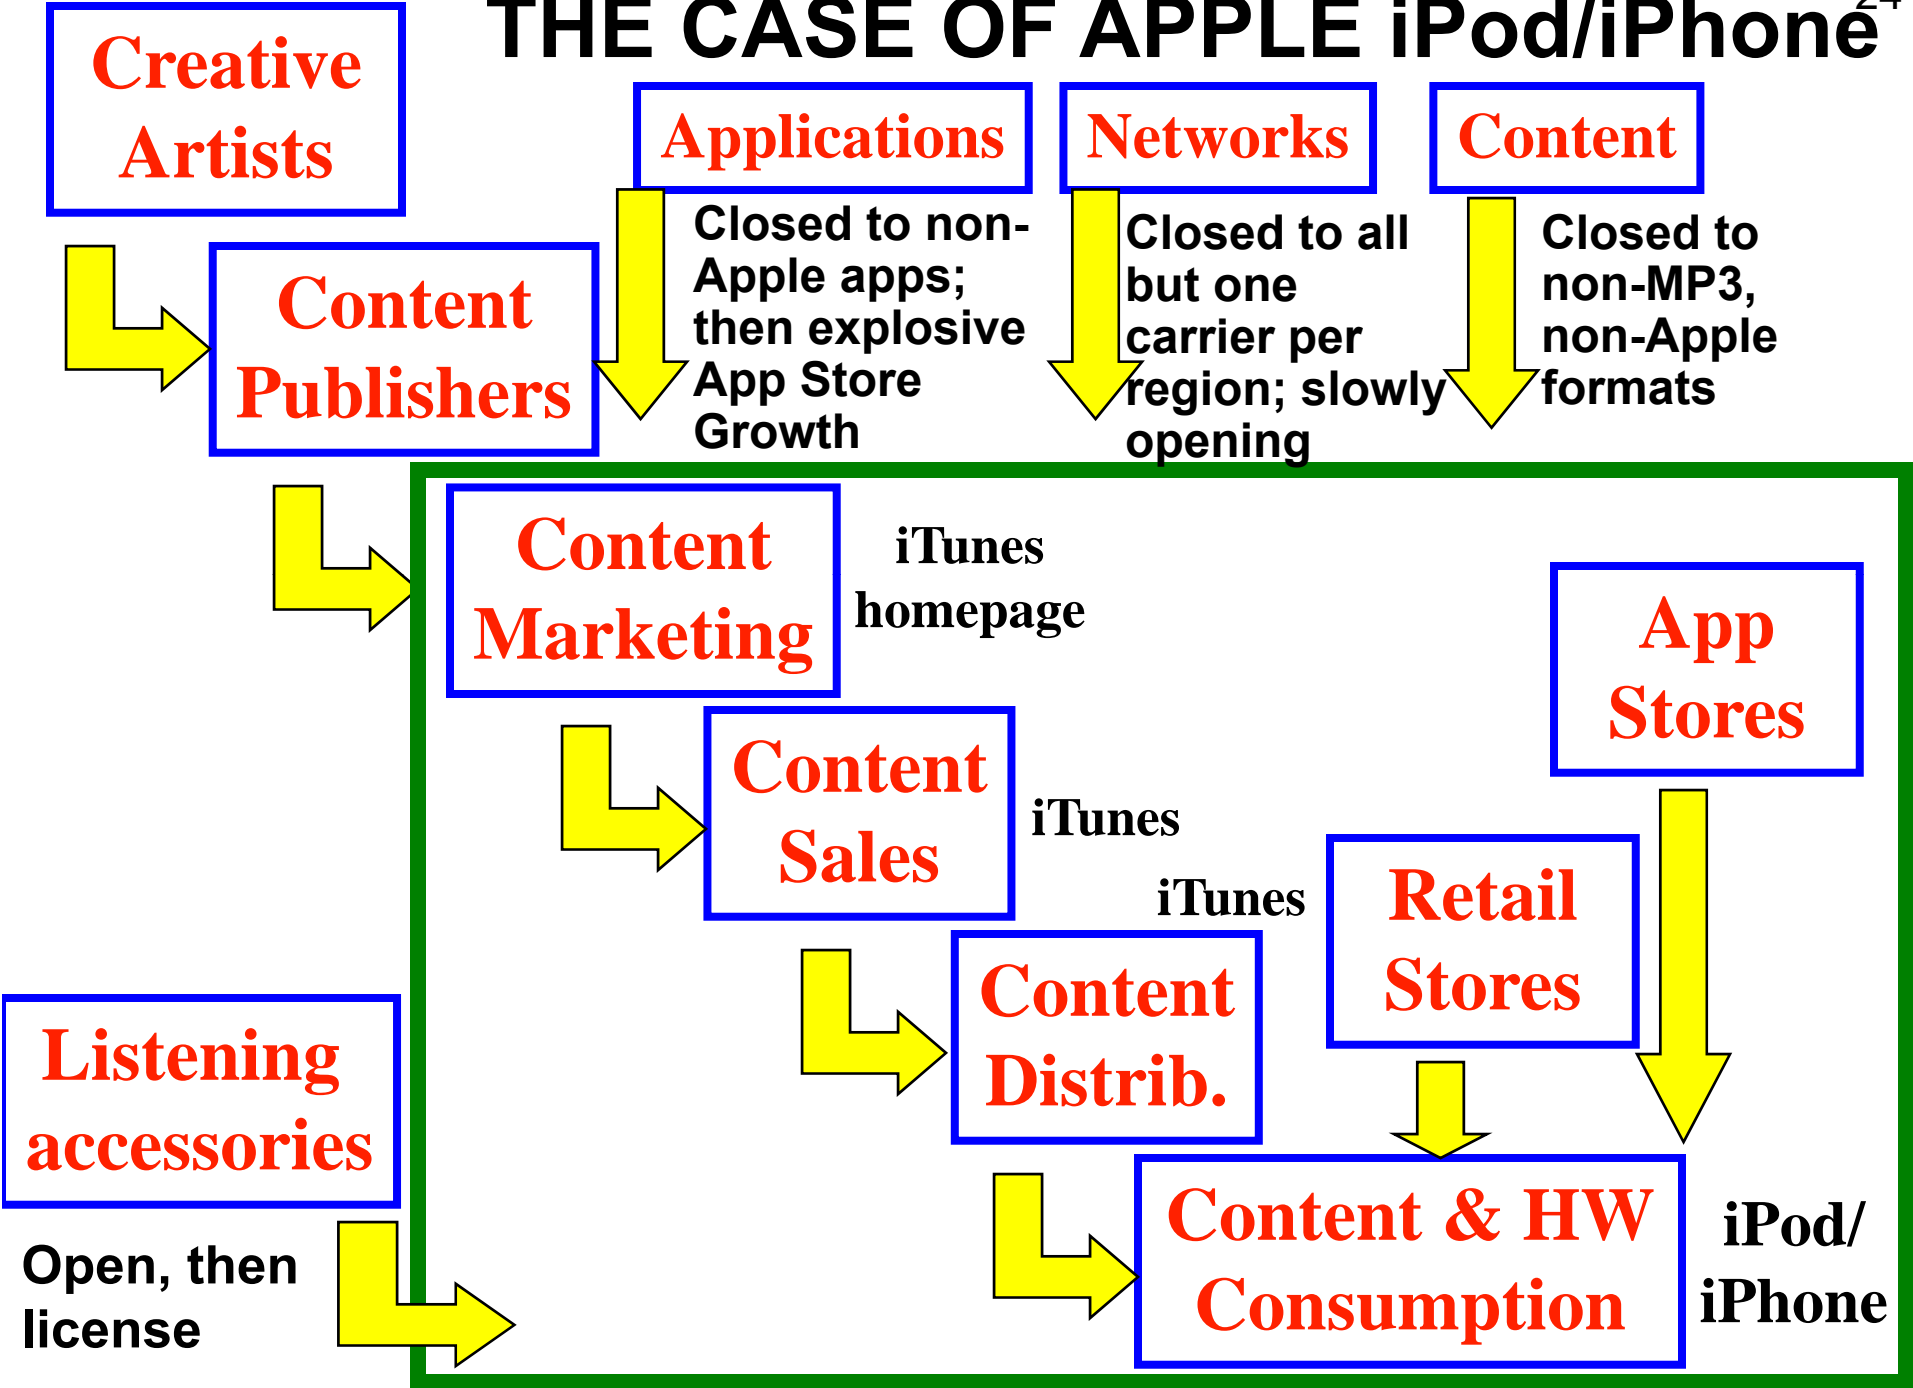 THE CASE OF APPLE iPod/iPhone
24
Creative
Artists
Applications
Networks
Content
Closed to non-
Apple apps;
then explosive
App Store
Growth
Closed to all
but one
carrier per
region; slowly
opening
Closed to
non-MP3,
non-Apple
formats
Content
Publishers
Content
Marketing
iTunes
homepage
App
Stores
Content
Sales
iTunes
iTunes
Retail
Stores
Content
Distrib.
Listening
accessories
Open, then
license
Content & HW
Consumption
iPod/
iPhone